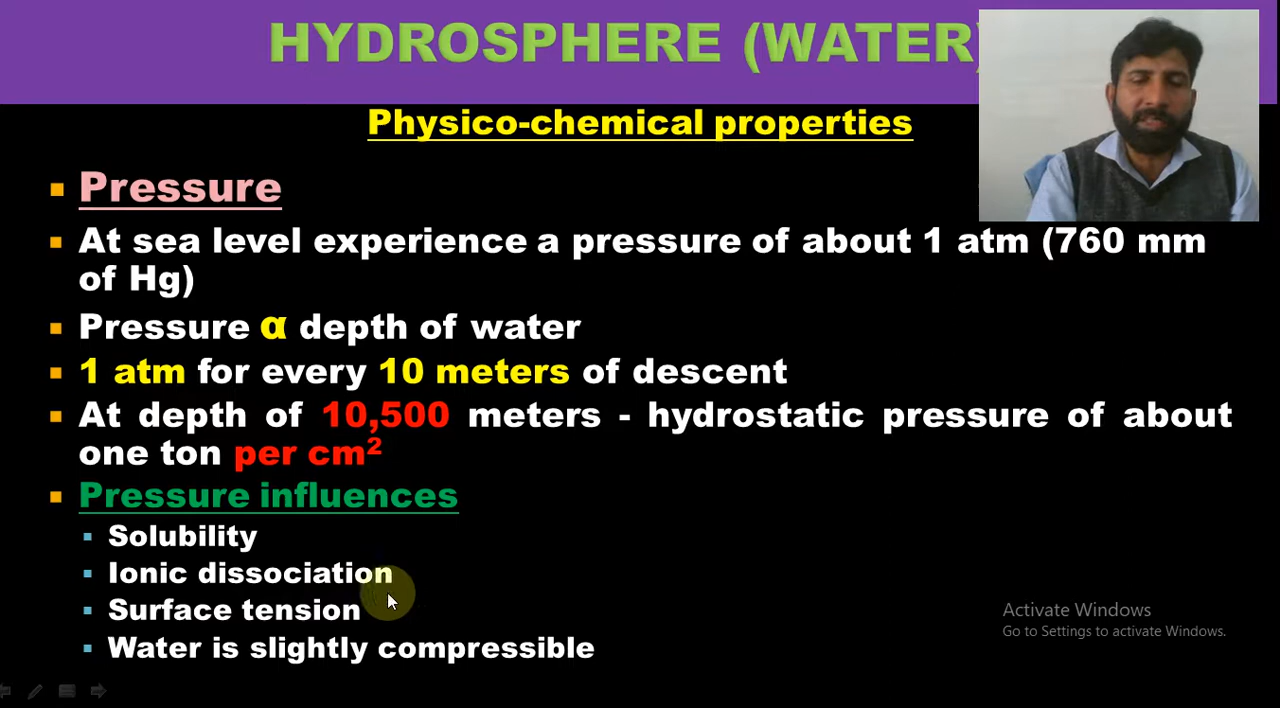 HYDROSPHERE (WATER)
Physico-chemical properties
Pressure
At sea level experience a pressure of about 1 atm (760 mm
of Hg)
Pressure α depth of water
1 atm for every 10 meters of descent
At depth of 10,500 meters - hydrostatic pressure of about
one ton per cm²
Pressure influences
Solubility
Ionic dissociation
Surface tension
Water is slightly compressible
Activate Windows
Go to Settings to activate Windows.